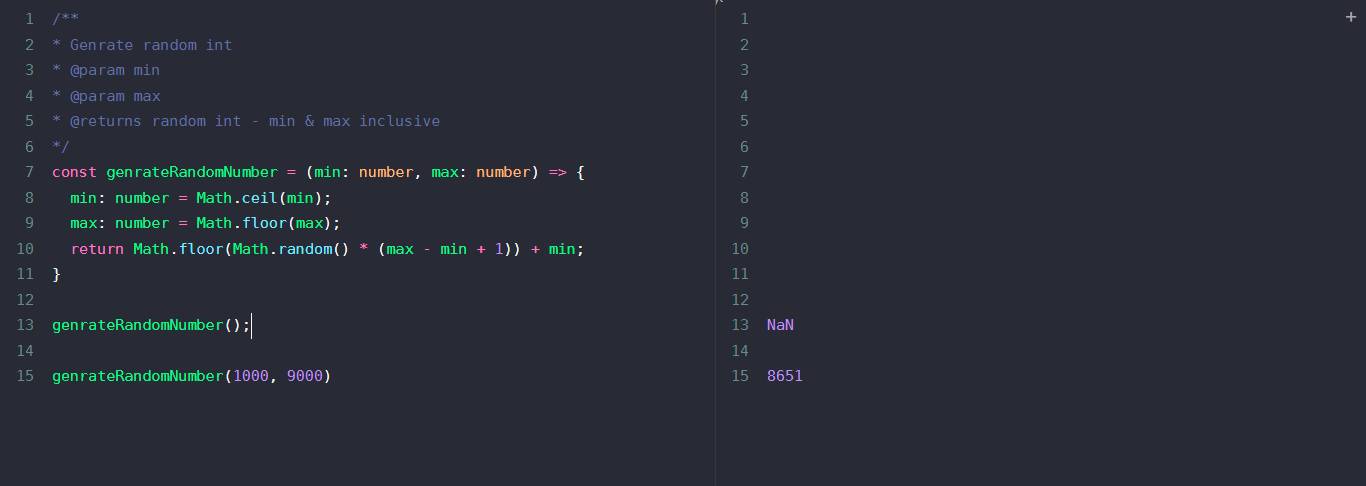 1 /**
2 * Genrate random int
3 * @param min
4 * @param max
5 * @returns random int - min & max inclusive
6 */
7 const genrateRandomNumber = (min: number, max: number) => {
8 min: number = Math.ceil(min);
9 max: number = Math.floor(max);
10 return Math.floor(Math.random() * (max - min + 1)) + min;
11 }
12
13 genrateRandomNumber();
14
15 genrateRandomNumber(1000, 9000)
+
1
2
3
4
5
6
7
8
9
10
11
12
13 NaN
14
15 8651